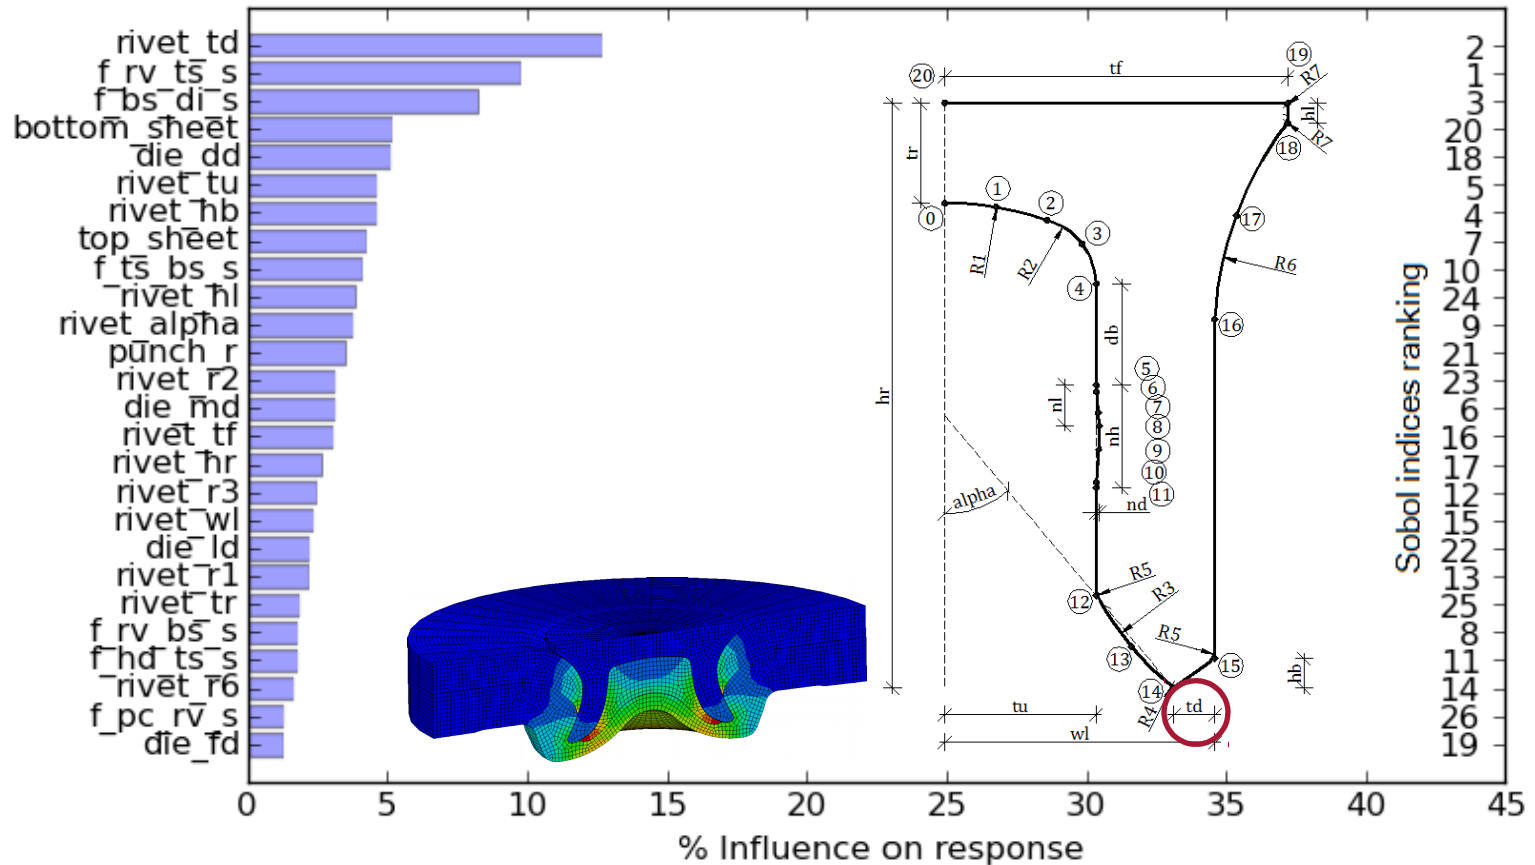 rivet_td
f_rv_ts_s
f_bs_di_s
bottom_sheet
die_dd
rivet_tu
rivet_hb
top_sheet
f_ts_bs_s
rivet_hl
rivet_alpha
punch_r
rivet_r2
die_md
rivet_tf
rivet_hr
rivet_r3
rivet_wl
die_ld
rivet_r1
rivet_tr
f_rv_bs_s
f_hd_ts_s
rivet_r6
f_pc_rv_s
die_fd
0 5 10 15 20 25 30 35 40 45
% Influence on response
20
tf
19
R7
hl
R7
18
tr
0
1
2
3
R1
R2
4
17
R6
16
db
hr
5
6
7
8
9
10
11
nl
nh
nd
alpha
12
R5
R3
13
R5
15
14
R4
hb
td
tu
wl
Sobol indices ranking
2
1
3
20
18
5
4
7
10
24
9
21
23
6
16
17
12
15
22
13
25
8
11
14
26
19